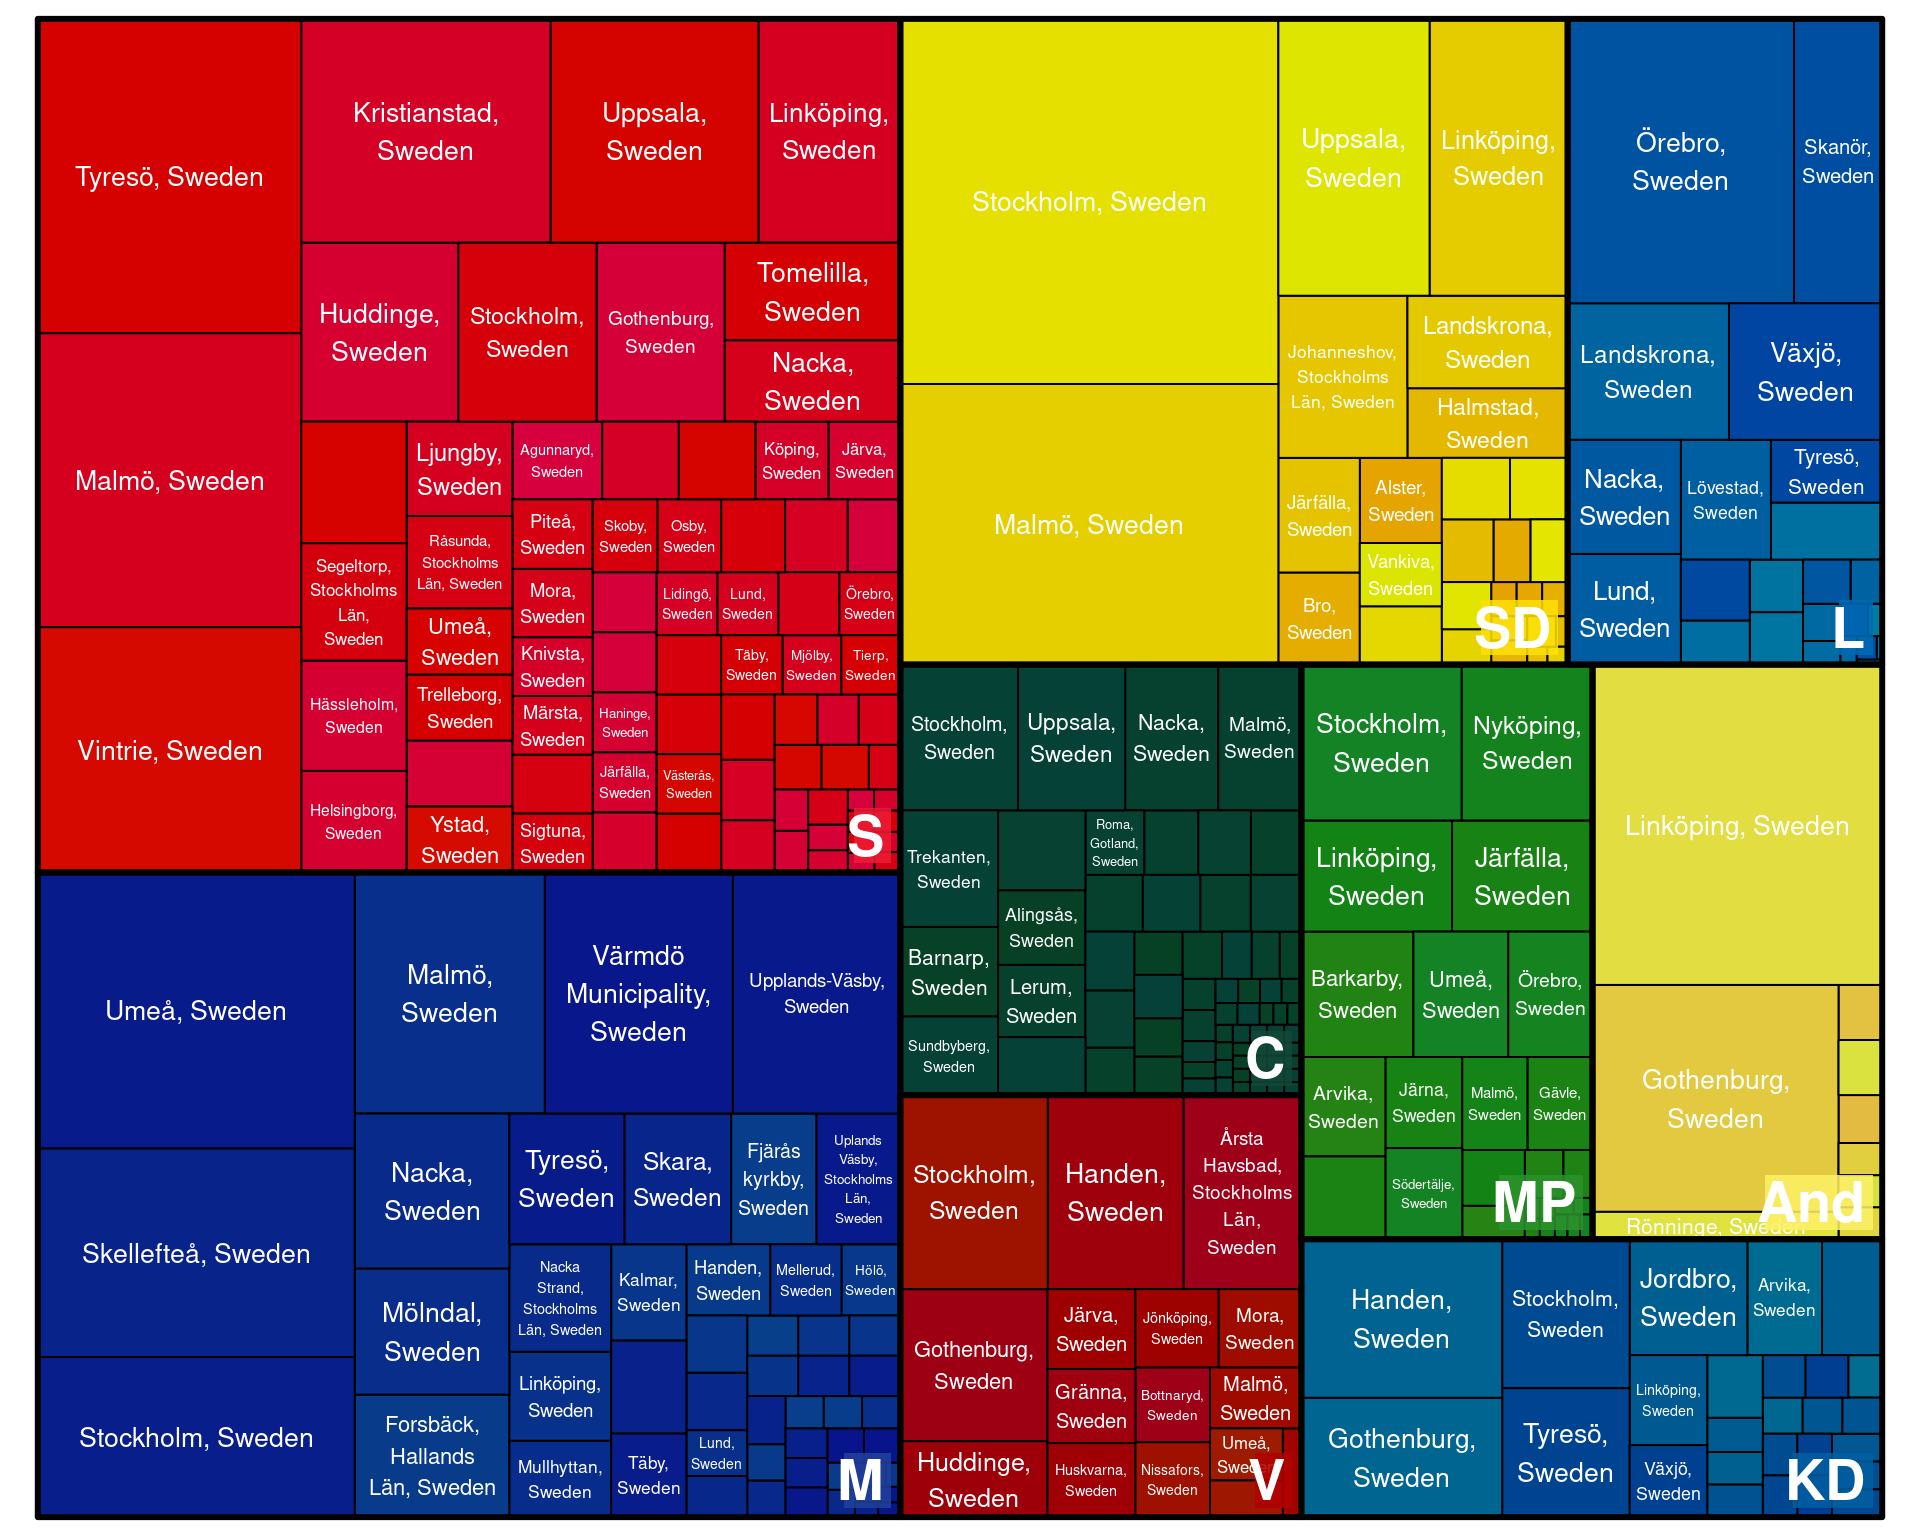 Tyresö, Sweden
Malmö, Sweden
Vintrie, Sweden
Kristianstad,
Sweden
Uppsala,
Sweden
Linköping,
Sweden
Huddinge,
Sweden
Stockholm,
Sweden
Gothenburg,
Sweden
Tomelilla,
Sweden
Nacka,
Sweden
Segeltorp,
Stockholms
Län,
Sweden
Hässleholm,
Sweden
Helsingborg,
Sweden
Ljungby,
Sweden
Råsunda,
Stockholms
Län, Sweden
Umeå,
Sweden
Trelleborg,
Sweden
Ystad,
Sweden
Agunnaryd,
Sweden
Köping,
Sweden
Järva,
Sweden
Piteå,
Sweden
Skoby,
Sweden
Osby,
Sweden
Mora,
Sweden
Lidingö,
Sweden
Lund,
Sweden
Örebro,
Sweden
Knivsta,
Sweden
Täby,
Sweden
Mjölby,
Sweden
Tierp,
Sweden
Märsta,
Sweden
Haninge,
Sweden
Järfälla,
Sweden
Västerås,
Sweden
Sigtuna,
Sweden
S
Stockholm, Sweden
Malmö, Sweden
Uppsala,
Sweden
Linköping,
Sweden
Johanneshov,
Stockholms
Län, Sweden
Landskrona,
Sweden
Halmstad,
Sweden
Järfälla,
Sweden
Alster,
Sweden
Vankiva,
Sweden
Bro,
Sweden
SD
Örebro,
Sweden
Skanör,
Sweden
Landskrona,
Sweden
Växjö,
Sweden
Nacka,
Sweden
Lövestad,
Sweden
Tyresö,
Sweden
Lund,
Sweden
L
Umeå, Sweden
Skellefteå, Sweden
Stockholm, Sweden
Malmö,
Sweden
Värmdö
Municipality,
Sweden
Upplands-Väsby,
Sweden
Nacka,
Sweden
Mölndal,
Sweden
Forsbäck,
Hallands
Län, Sweden
Tyresö,
Sweden
Skara,
Sweden
Fjärås
kyrkby,
Sweden
Uplands
Väsby,
Stockholms
Län,
Sweden
Nacka
Strand,
Stockholms
Län, Sweden
Kalmar,
Sweden
Handen,
Sweden
Mellerud,
Sweden
Hölö,
Sweden
Linköping,
Sweden
Mullhyttan,
Sweden
Täby,
Sweden
Lund,
Sweden
M
Stockholm,
Sweden
Uppsala,
Sweden
Nacka,
Sweden
Malmö,
Sweden
Trekanten,
Sweden
Roma,
Gotland,
Sweden
Alingsås,
Sweden
Barnarp,
Sweden
Lerum,
Sweden
Sundbyberg,
Sweden
C
Stockholm,
Sweden
Handen,
Sweden
Årsta
Havsbad,
Stockholms
Län,
Sweden
Gothenburg,
Sweden
Huddinge,
Sweden
Järva,
Sweden
Jönköping,
Sweden
Mora,
Sweden
Gränna,
Sweden
Bottnaryd,
Sweden
Malmö,
Sweden
Huskvarna,
Sweden
Nissafors,
Sweden
Umeå,
Sweden
V
Stockholm,
Sweden
Nyköping,
Sweden
Linköping,
Sweden
Järfälla,
Sweden
Barkarby,
Sweden
Umeå,
Sweden
Örebro,
Sweden
Arvika,
Sweden
Järna,
Sweden
Malmö,
Sweden
Gävle,
Sweden
Södertälje,
Sweden
MP
Linköping, Sweden
Gothenburg,
Sweden
Rönninge, Sweden
And
Handen,
Sweden
Gothenburg,
Sweden
Stockholm,
Sweden
Tyresö,
Sweden
Jordbro,
Sweden
Arvika,
Sweden
Linköping,
Sweden
Växjö,
Sweden
KD